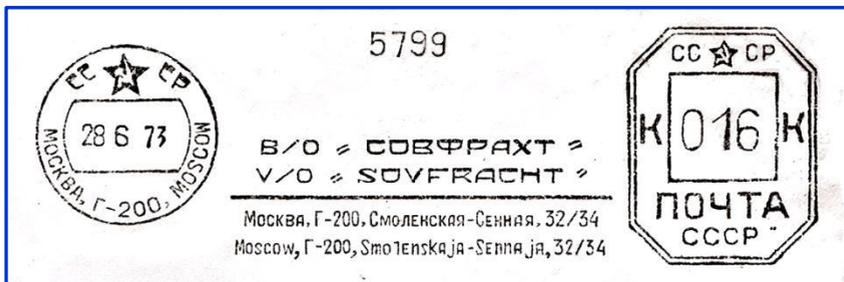 5799
СС СР
28 6 73
МОСКВА, Г-200, MOSCOW
В/О « СОВФРАХТ »
V/O « SOVFRACHT »
Москва, Г-200, Смоленская-Сенная, 32/34
Moscow, Г-200, Smolenskaja-Sennaja, 32/34
СС СР
К 016 К
ПОЧТА
СССР